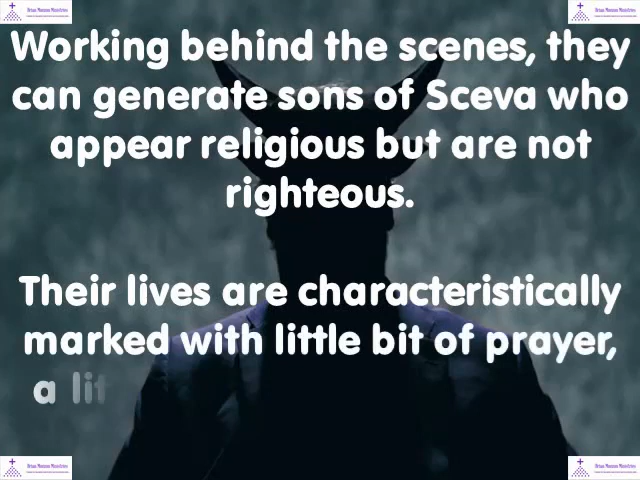 Working behind the scenes, they
can generate sons of Sceva who
appear religious but are not
righteous.
Their lives are characteristically
marked with little bit of prayer,
a lit